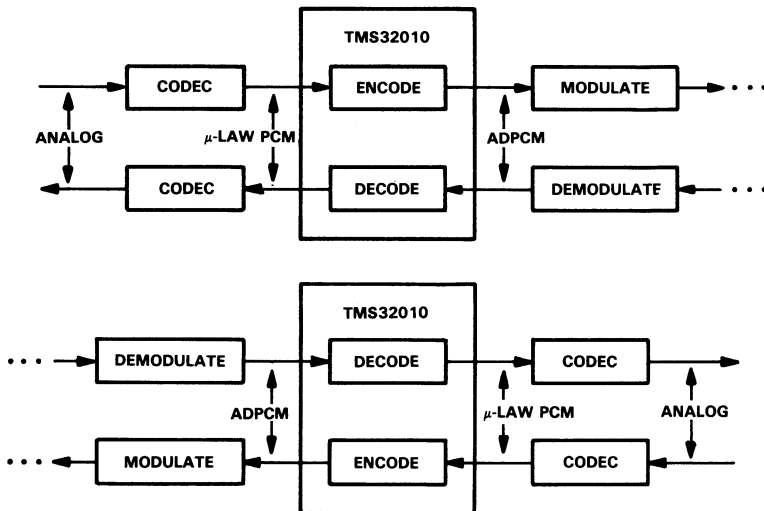 TMS32010
CODEC ENCODE MODULATE
ANALOG μ-LAW PCM ADPCM
CODEC DECODE DEMODULATE
TMS32010
DEMODULATE DECODE CODEC
ADPCM μ-LAW PCM ANALOG
MODULATE ENCODE CODEC